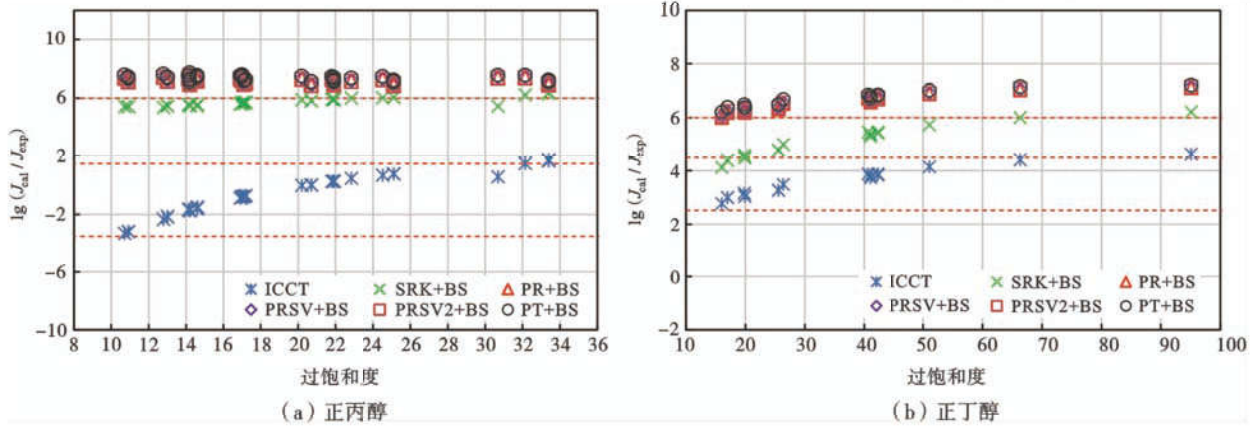 10
6
2
−2
−6
−10
lg (J_cal / J_exp)
ICCT SRK+BS PR+BS
PRSV+BS PRSV2+BS PT+BS
8 10 12 14 16 18 20 22 24 26 28 30 32 34 36
过饱和度
(a) 正丙醇
10
8
6
4
2
0
−2
lg (J_cal / J_exp)
ICCT SRK+BS PR+BS
PRSV+BS PRSV2+BS PT+BS
10 20 30 40 50 60 70 80 90 100
过饱和度
(b) 正丁醇